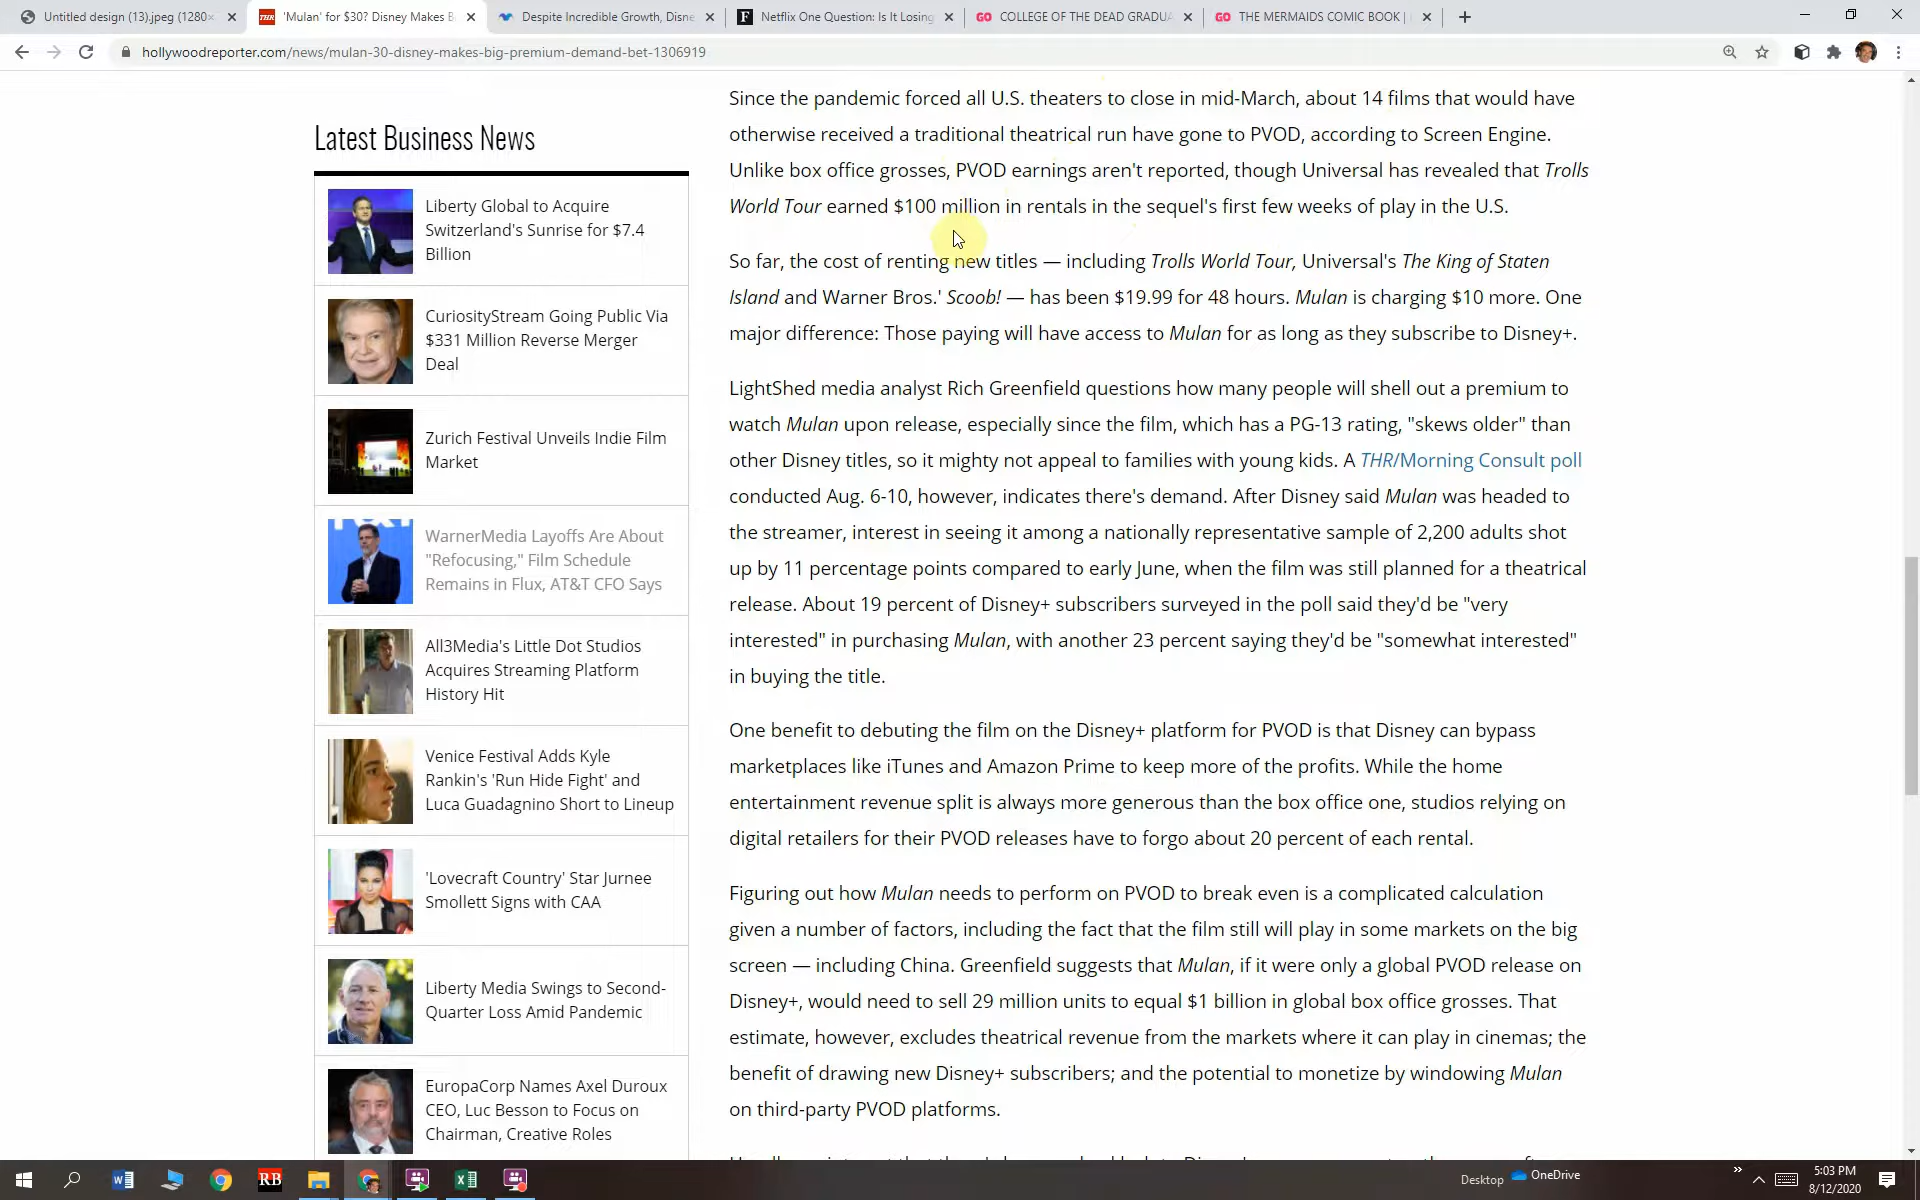 Untitled design (13).jpeg (1280×
'Mulan' for $30? Disney Makes B
Despite Incredible Growth, Disne
Netflix One Question: Is It Losing
GO COLLEGE OF THE DEAD GRADUA
GO THE MERMAIDS COMIC BOOK |
hollywoodreporter.com/news/mulan-30-disney-makes-big-premium-demand-bet-1306919
Latest Business News
Liberty Global to Acquire
Switzerland's Sunrise for $7.4
Billion
CuriosityStream Going Public Via
$331 Million Reverse Merger
Deal
Zurich Festival Unveils Indie Film
Market
WarnerMedia Layoffs Are About
"Refocusing," Film Schedule
Remains in Flux, AT&T CFO Says
All3Media's Little Dot Studios
Acquires Streaming Platform
History Hit
Venice Festival Adds Kyle
Rankin's 'Run Hide Fight' and
Luca Guadagnino Short to Lineup
'Lovecraft Country' Star Jurnee
Smollett Signs with CAA
Liberty Media Swings to Second-
Quarter Loss Amid Pandemic
EuropaCorp Names Axel Duroux
CEO, Luc Besson to Focus on
Chairman, Creative Roles
Since the pandemic forced all U.S. theaters to close in mid-March, about 14 films that would have
otherwise received a traditional theatrical run have gone to PVOD, according to Screen Engine.
Unlike box office grosses, PVOD earnings aren't reported, though Universal has revealed that Trolls
World Tour earned $100 million in rentals in the sequel's first few weeks of play in the U.S.
So far, the cost of renting new titles — including Trolls World Tour, Universal's The King of Staten
Island and Warner Bros.' Scoob! — has been $19.99 for 48 hours. Mulan is charging $10 more. One
major difference: Those paying will have access to Mulan for as long as they subscribe to Disney+.
LightShed media analyst Rich Greenfield questions how many people will shell out a premium to
watch Mulan upon release, especially since the film, which has a PG-13 rating, "skews older" than
other Disney titles, so it mighty not appeal to families with young kids. A THR/Morning Consult poll
conducted Aug. 6-10, however, indicates there's demand. After Disney said Mulan was headed to
the streamer, interest in seeing it among a nationally representative sample of 2,200 adults shot
up by 11 percentage points compared to early June, when the film was still planned for a theatrical
release. About 19 percent of Disney+ subscribers surveyed in the poll said they'd be "very
interested" in purchasing Mulan, with another 23 percent saying they'd be "somewhat interested"
in buying the title.
One benefit to debuting the film on the Disney+ platform for PVOD is that Disney can bypass
marketplaces like iTunes and Amazon Prime to keep more of the profits. While the home
entertainment revenue split is always more generous than the box office one, studios relying on
digital retailers for their PVOD releases have to forgo about 20 percent of each rental.
Figuring out how Mulan needs to perform on PVOD to break even is a complicated calculation
given a number of factors, including the fact that the film still will play in some markets on the big
screen — including China. Greenfield suggests that Mulan, if it were only a global PVOD release on
Disney+, would need to sell 29 million units to equal $1 billion in global box office grosses. That
estimate, however, excludes theatrical revenue from the markets where it can play in cinemas; the
benefit of drawing new Disney+ subscribers; and the potential to monetize by windowing Mulan
on third-party PVOD platforms.
RB
Desktop
OneDrive
5:03 PM
8/12/2020